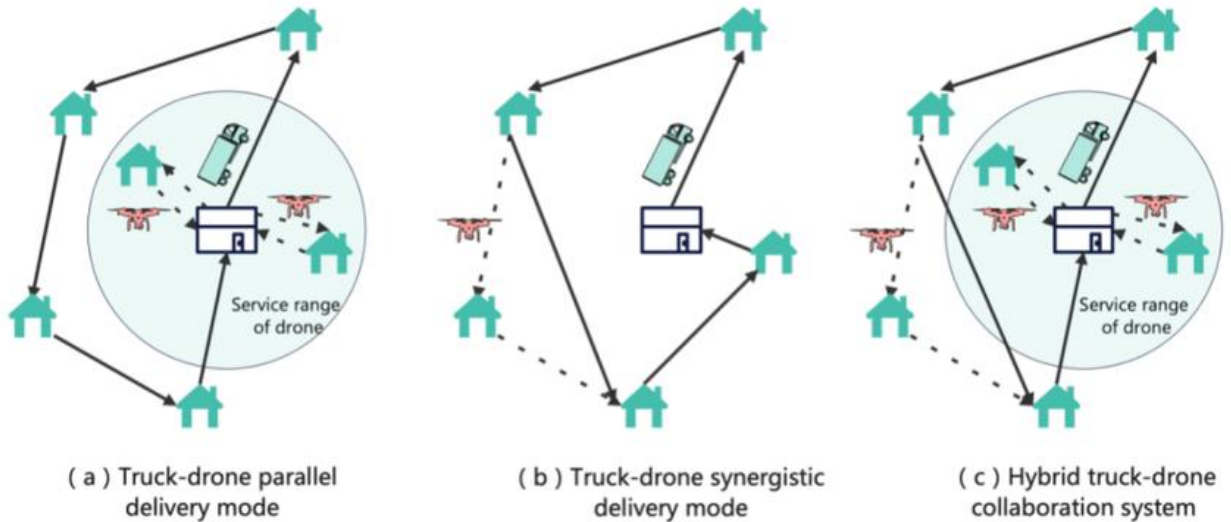 Service range
of drone
Service range
of drone
( a ) Truck-drone parallel
delivery mode
( b ) Truck-drone synergistic
delivery mode
( c ) Hybrid truck-drone
collaboration system